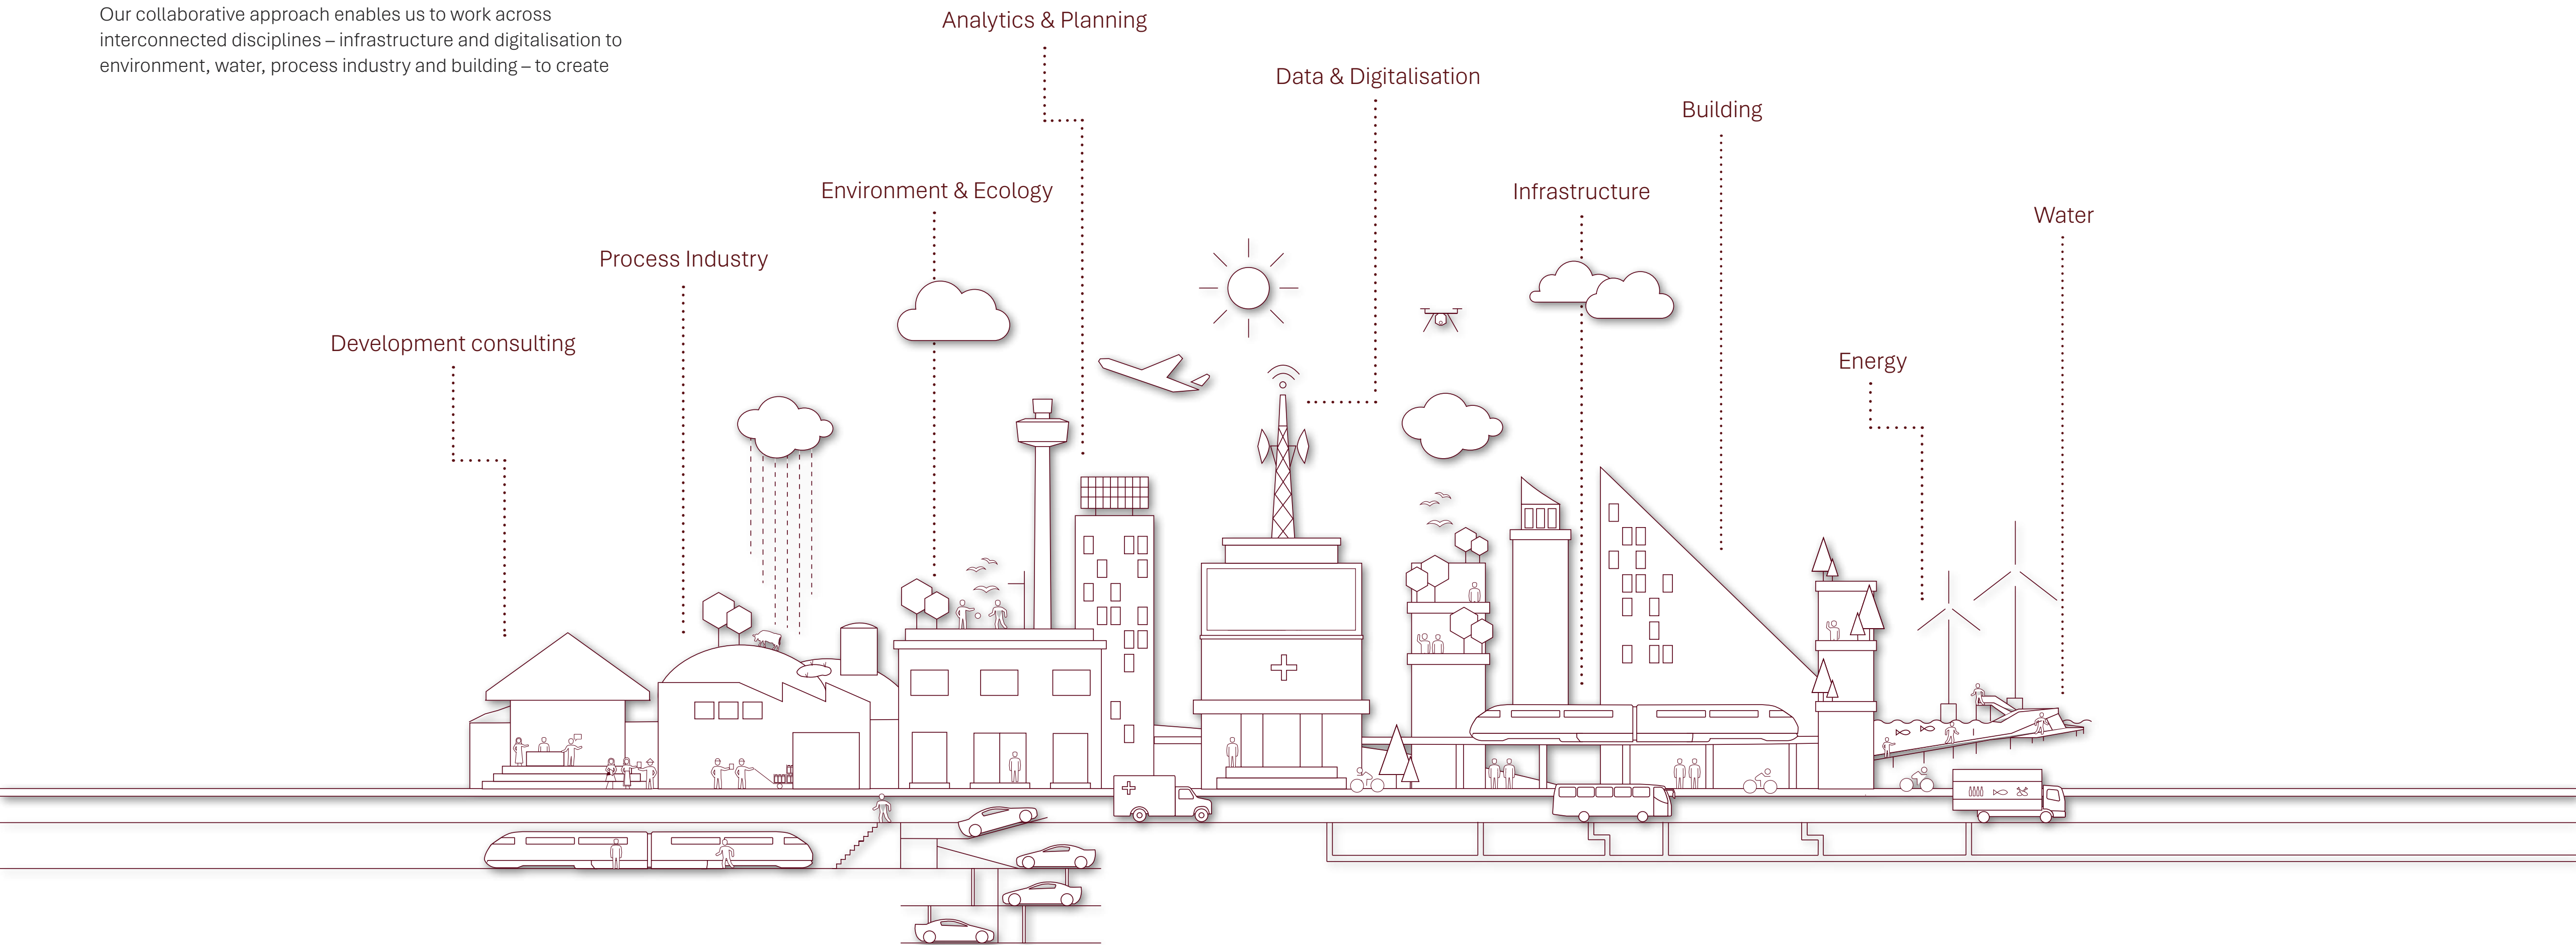 Our collaborative approach enables us to work across
interconnected disciplines – infrastructure and digitalisation to
environment, water, process industry and building – to create
Analytics & Planning
Data & Digitalisation
Building
Environment & Ecology
Infrastructure
Water
Process Industry
Development consulting
Energy